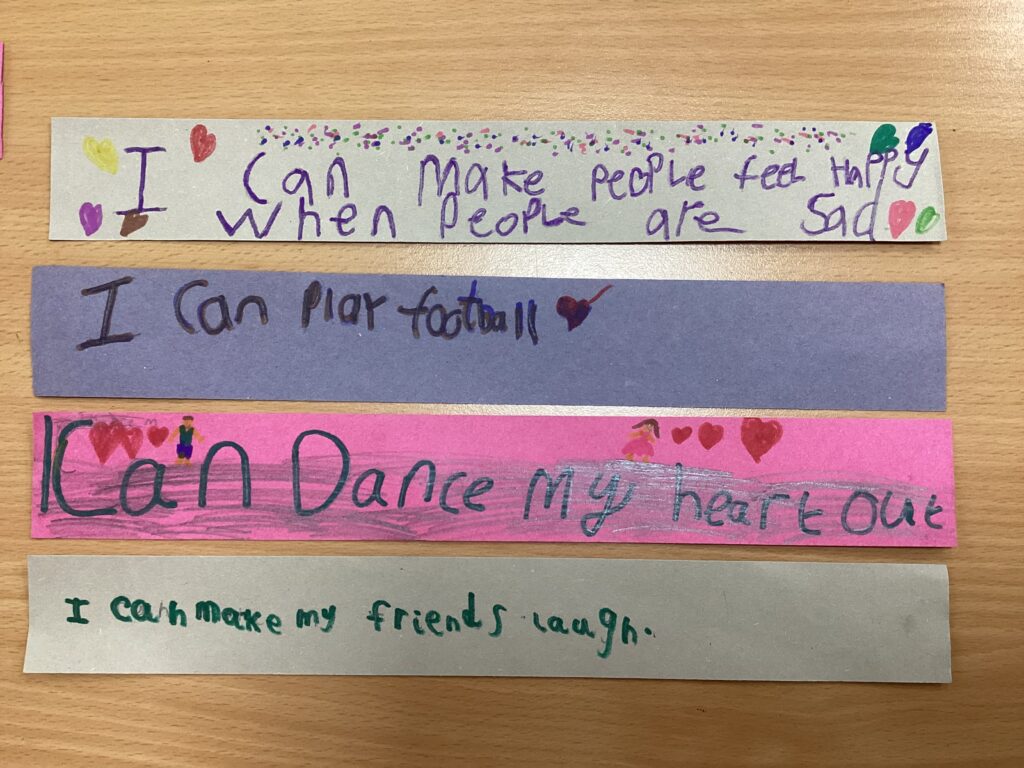 I can make people feel Happy
when people are Sad
I can play football
I Can Dance my heart out
I can make my friends laugh.